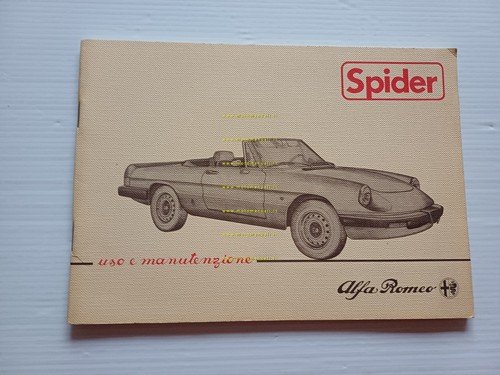 Spider
uso e manutenzione
Alfa Romeo